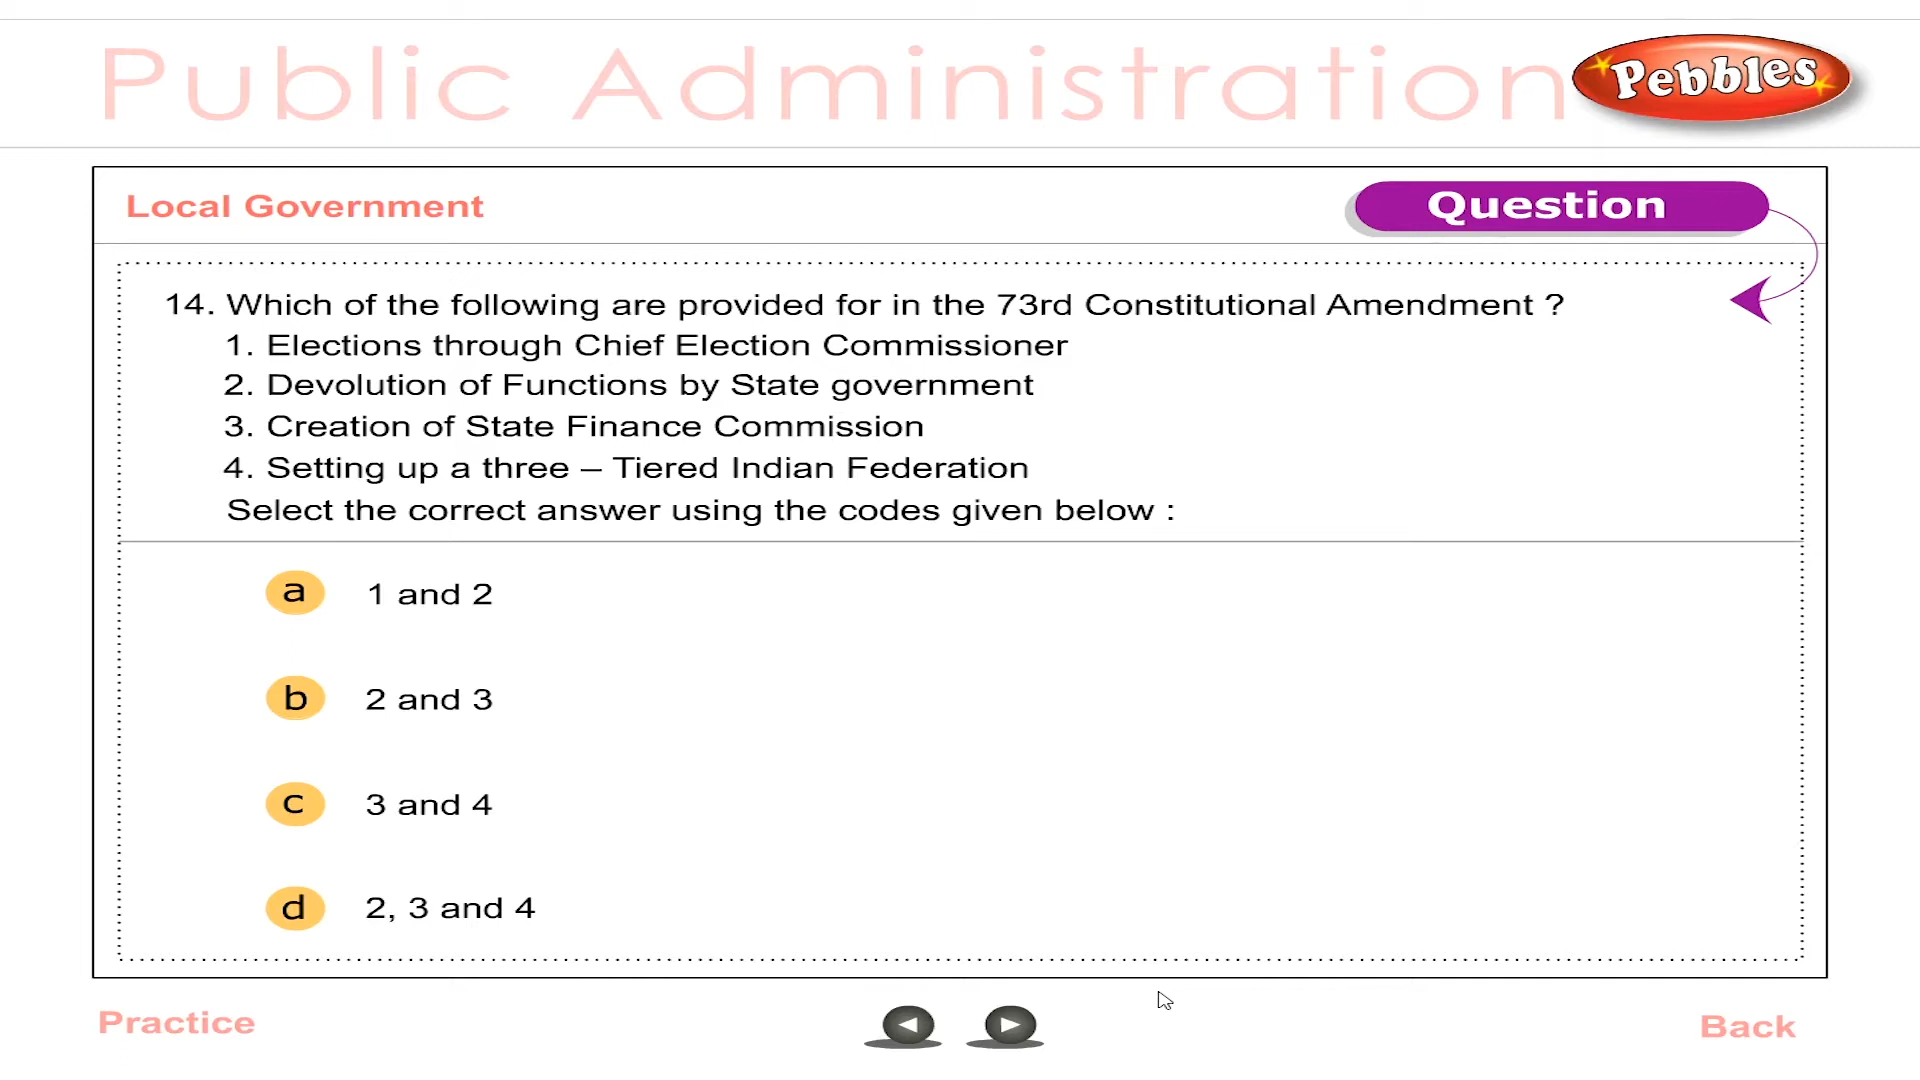 Public Administration
Pebbles
Local Government
Question
14. Which of the following are provided for in the 73rd Constitutional Amendment ?
1. Elections through Chief Election Commissioner
2. Devolution of Functions by State government
3. Creation of State Finance Commission
4. Setting up a three – Tiered Indian Federation
Select the correct answer using the codes given below :
a 1 and 2
b 2 and 3
c 3 and 4
d 2, 3 and 4
Practice
Back